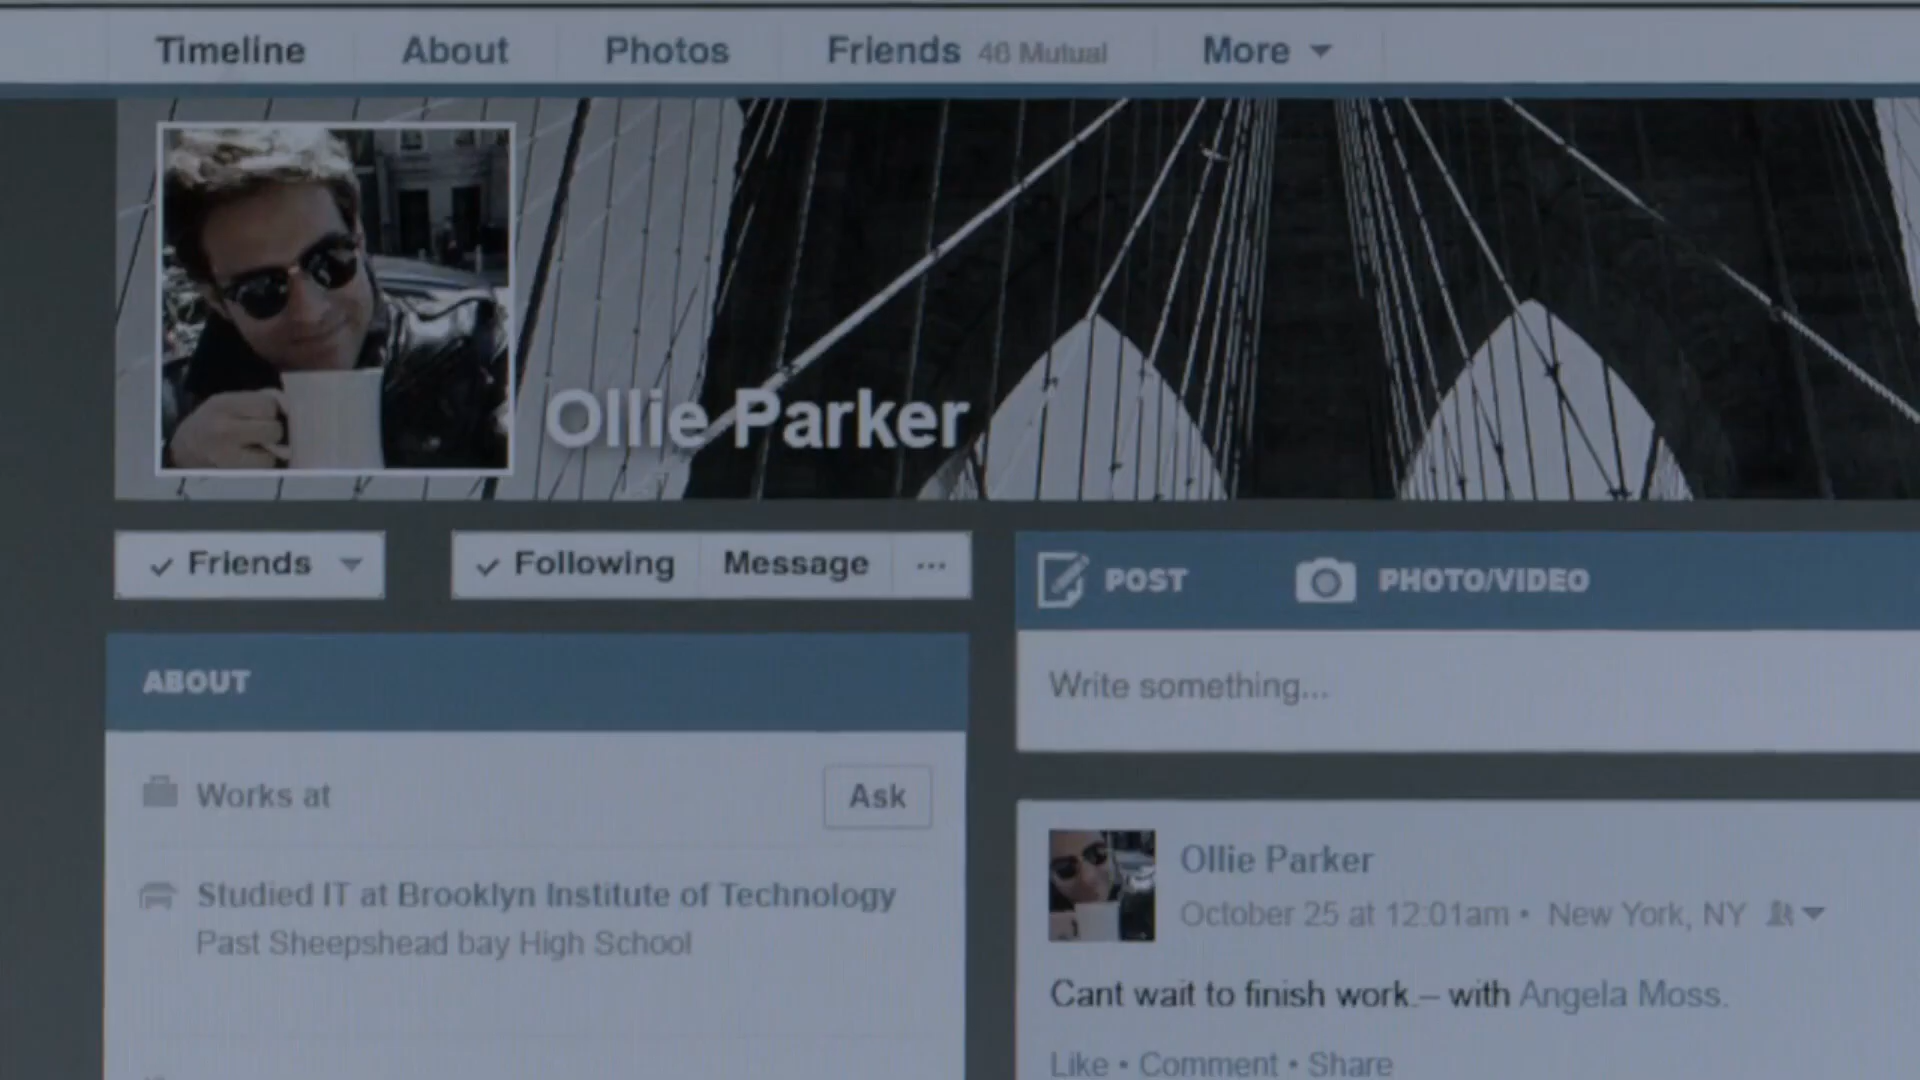 Timeline About Photos Friends 46 Mutual More
Ollie Parker
Friends Following Message ...
POST PHOTO/VIDEO
ABOUT
Write something...
Works at Ask
Studied IT at Brooklyn Institute of Technology
Past Sheepshead bay High School
Ollie Parker
October 25 at 12:01am • New York, NY
Cant wait to finish work.– with Angela Moss.
Like • Comment • Share